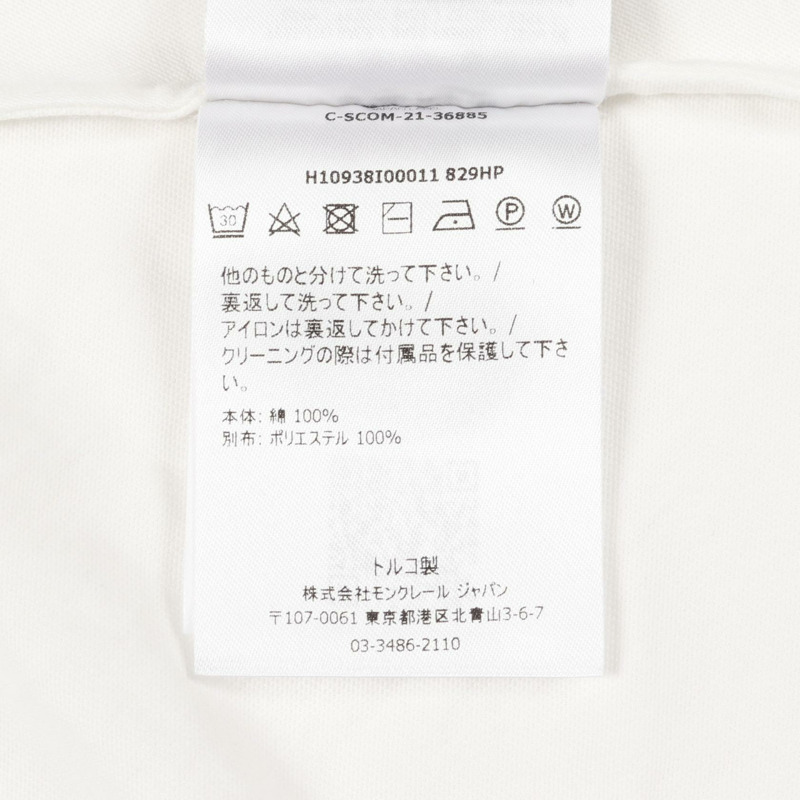 C-SCOM-21-36885
H10938I00011 829HP
30
P
W
他のものと分けて洗って下さい。/
裏返して洗って下さい。/
アイロンは裏返してかけて下さい。/
クリーニングの際は付属品を保護して下さ
い。
本体: 綿 100%
別布: ポリエステル 100%
トルコ製
株式会社モンクレール ジャパン
〒107-0061 東京都港区北青山3-6-7
03-3486-2110